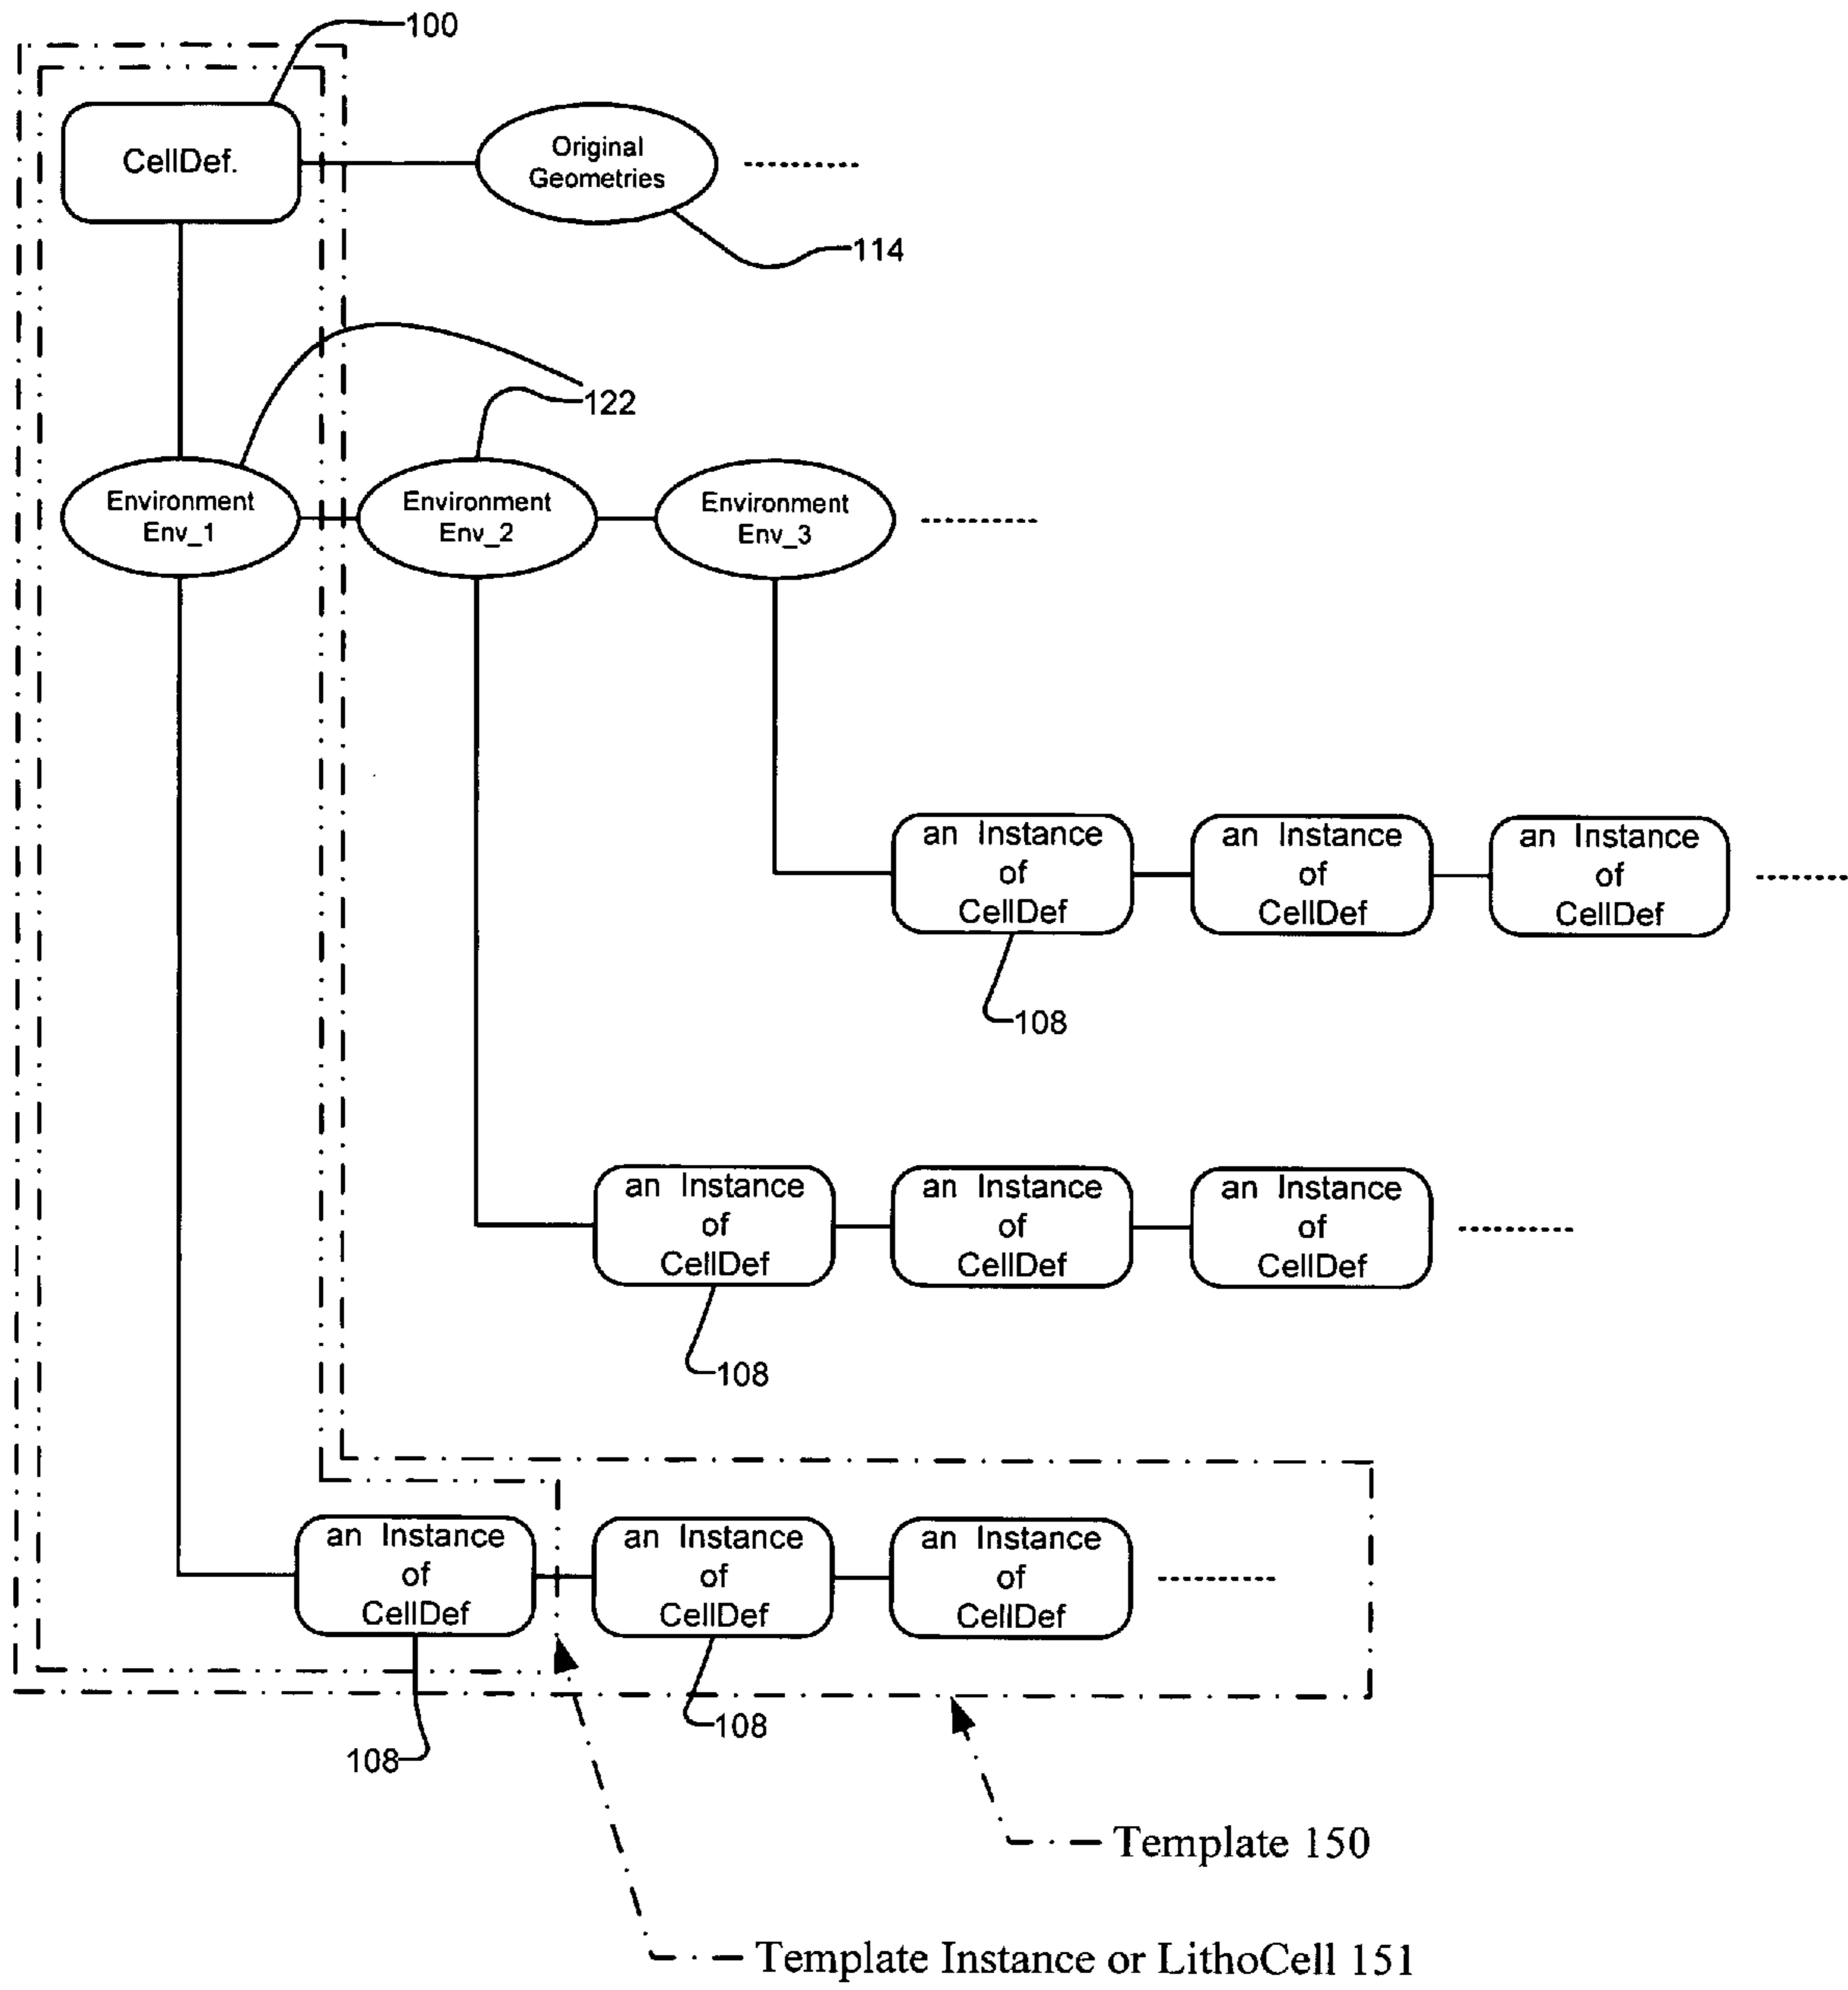 100
CellDef.
Original
Geometries
114
122
Environment
Env_1
Environment
Env_2
Environment
Env_3
an Instance
of
CellDef
an Instance
of
CellDef
an Instance
of
CellDef
108
an Instance
of
CellDef
an Instance
of
CellDef
an Instance
of
CellDef
108
an Instance
of
CellDef
an Instance
of
CellDef
an Instance
of
CellDef
108
108
Template 150
Template Instance or LithoCell 151